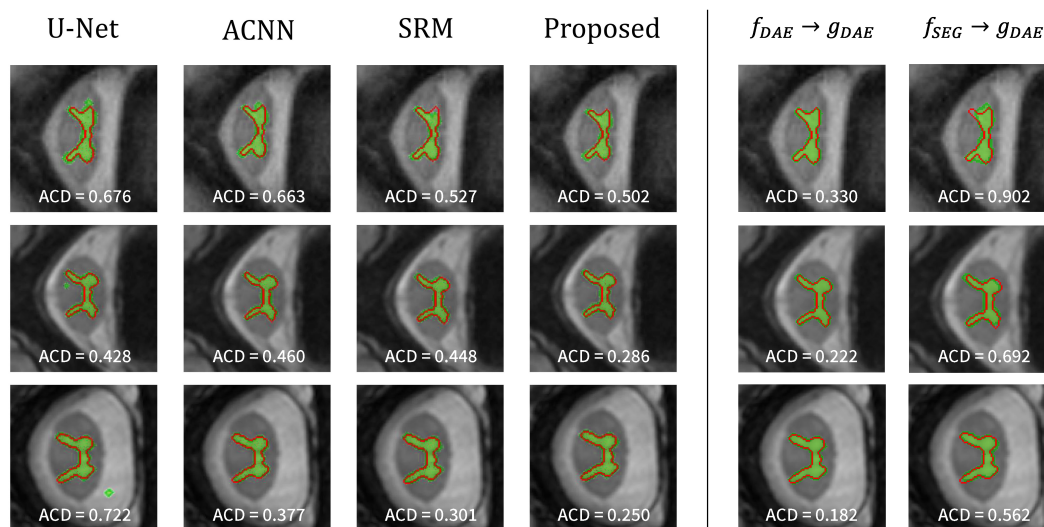 U-Net ACNN SRM Proposed f_DAE → g_DAE f_SEG → g_DAE
ACD = 0.676 ACD = 0.663 ACD = 0.527 ACD = 0.502 ACD = 0.330 ACD = 0.902
ACD = 0.428 ACD = 0.460 ACD = 0.448 ACD = 0.286 ACD = 0.222 ACD = 0.692
ACD = 0.722 ACD = 0.377 ACD = 0.301 ACD = 0.250 ACD = 0.182 ACD = 0.562